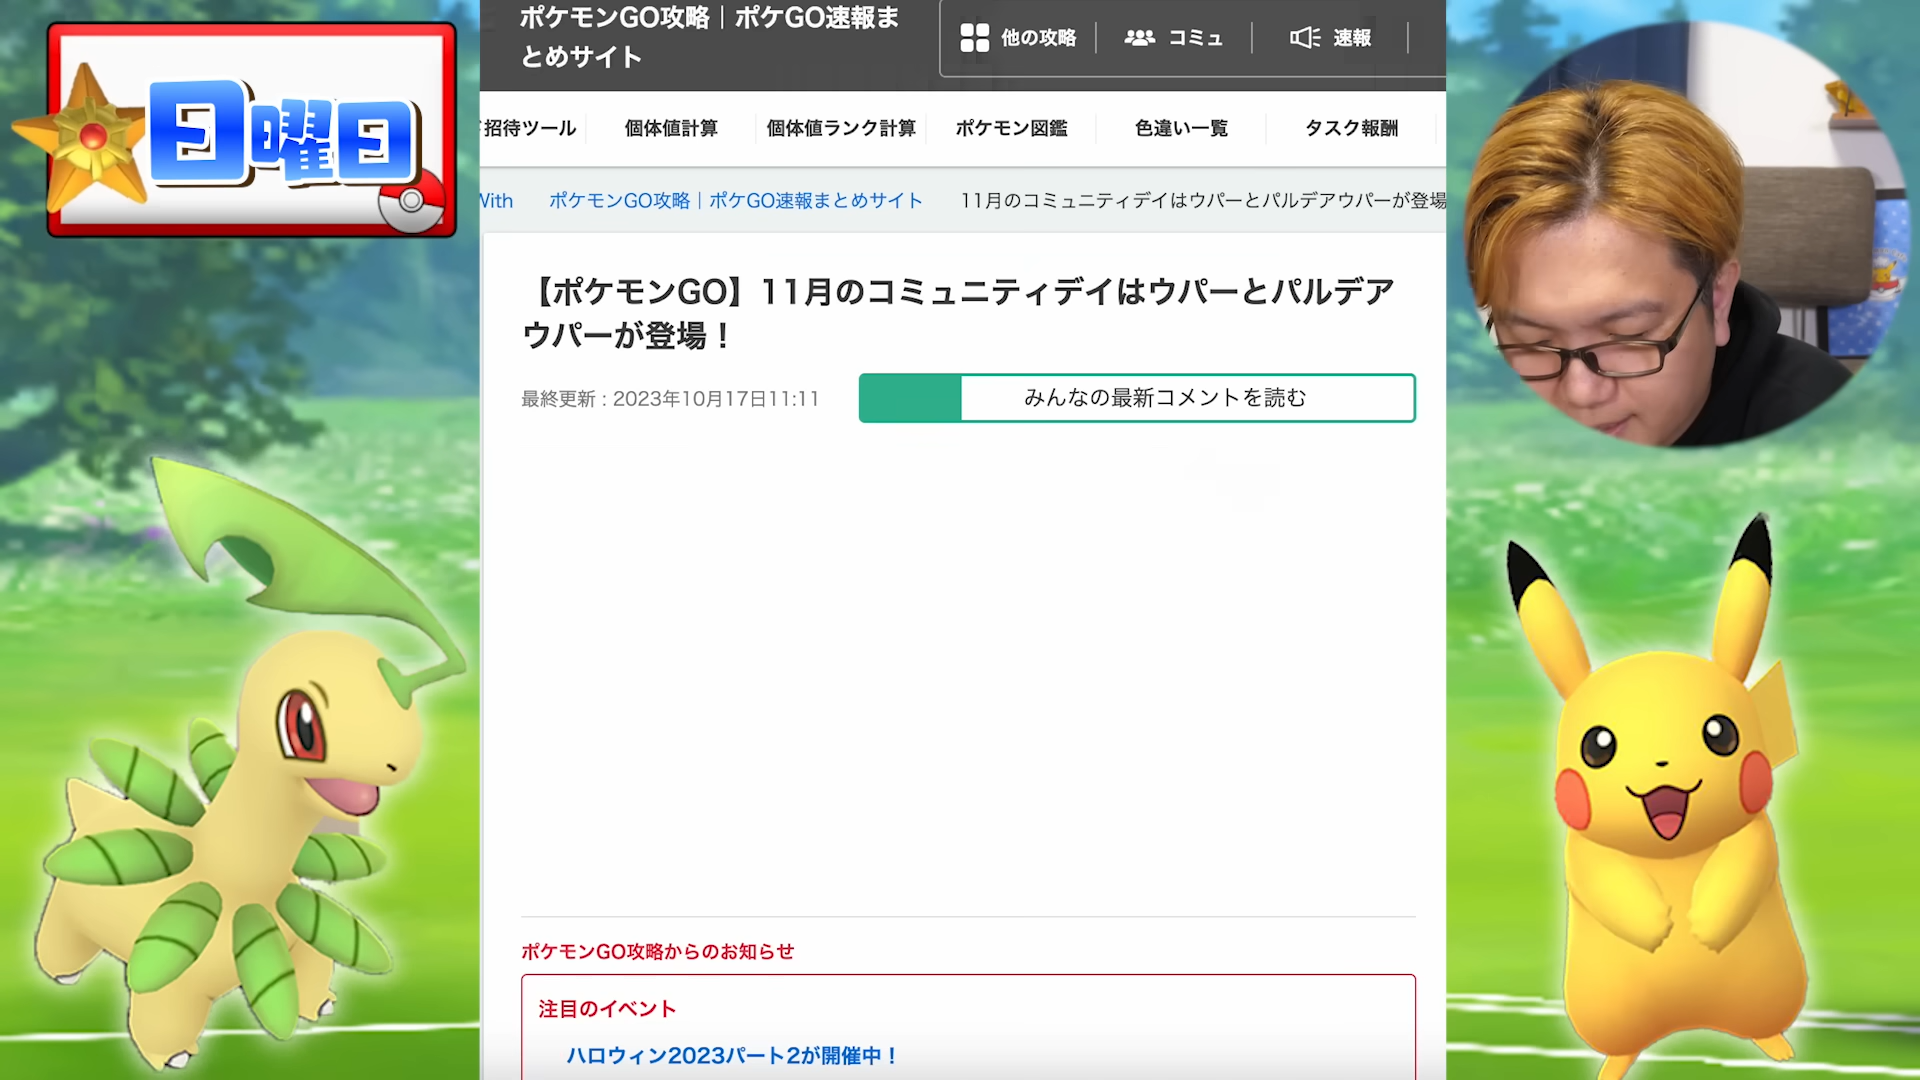 日曜日
ポケモンGO攻略｜ポケGO速報ま
とめサイト
他の攻略
コミュ
速報
招待ツール
個体値計算
個体値ランク計算
ポケモン図鑑
色違い一覧
タスク報酬
With
ポケモンGO攻略｜ポケGO速報まとめサイト
11月のコミュニティデイはウパーとパルデアウパーが登場
【ポケモンGO】11月のコミュニティデイはウパーとパルデア
ウパーが登場！
最終更新 : 2023年10月17日11:11
みんなの最新コメントを読む
ポケモンGO攻略からのお知らせ
注目のイベント
ハロウィン2023パート2が開催中！